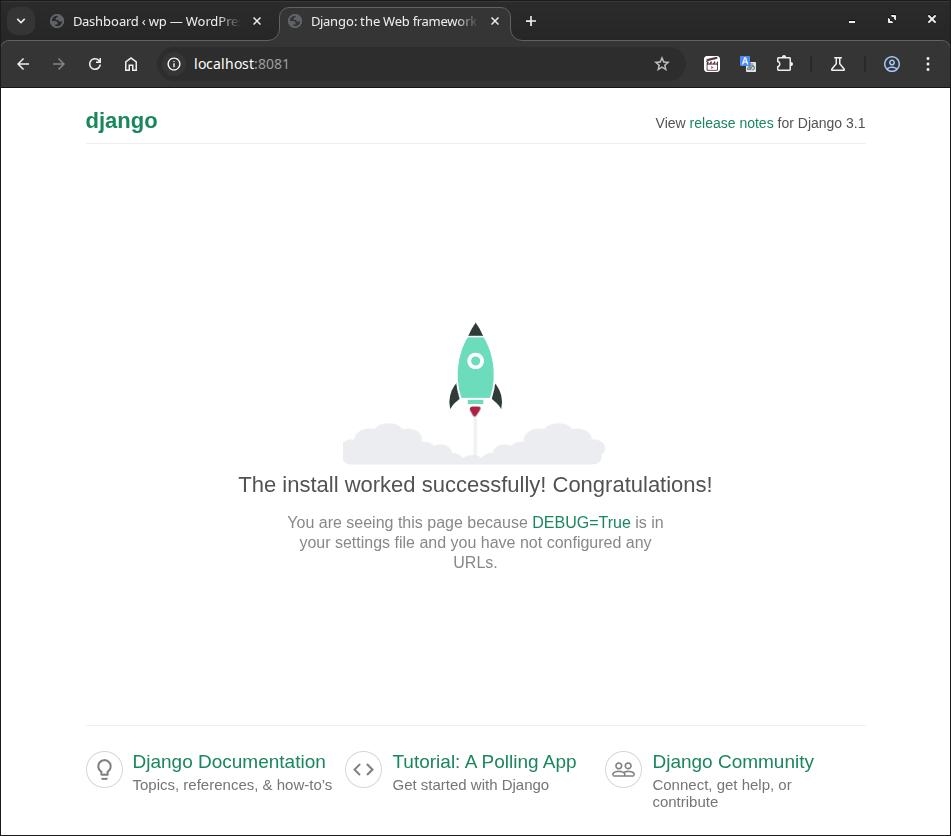 Dashboard ‹ wp — WordPre
Django: the Web framework
localhost:8081
django
View release notes for Django 3.1
The install worked successfully! Congratulations!
You are seeing this page because DEBUG=True is in
your settings file and you have not configured any
URLs.
Django Documentation
Topics, references, & how-to’s
Tutorial: A Polling App
Get started with Django
Django Community
Connect, get help, or
contribute